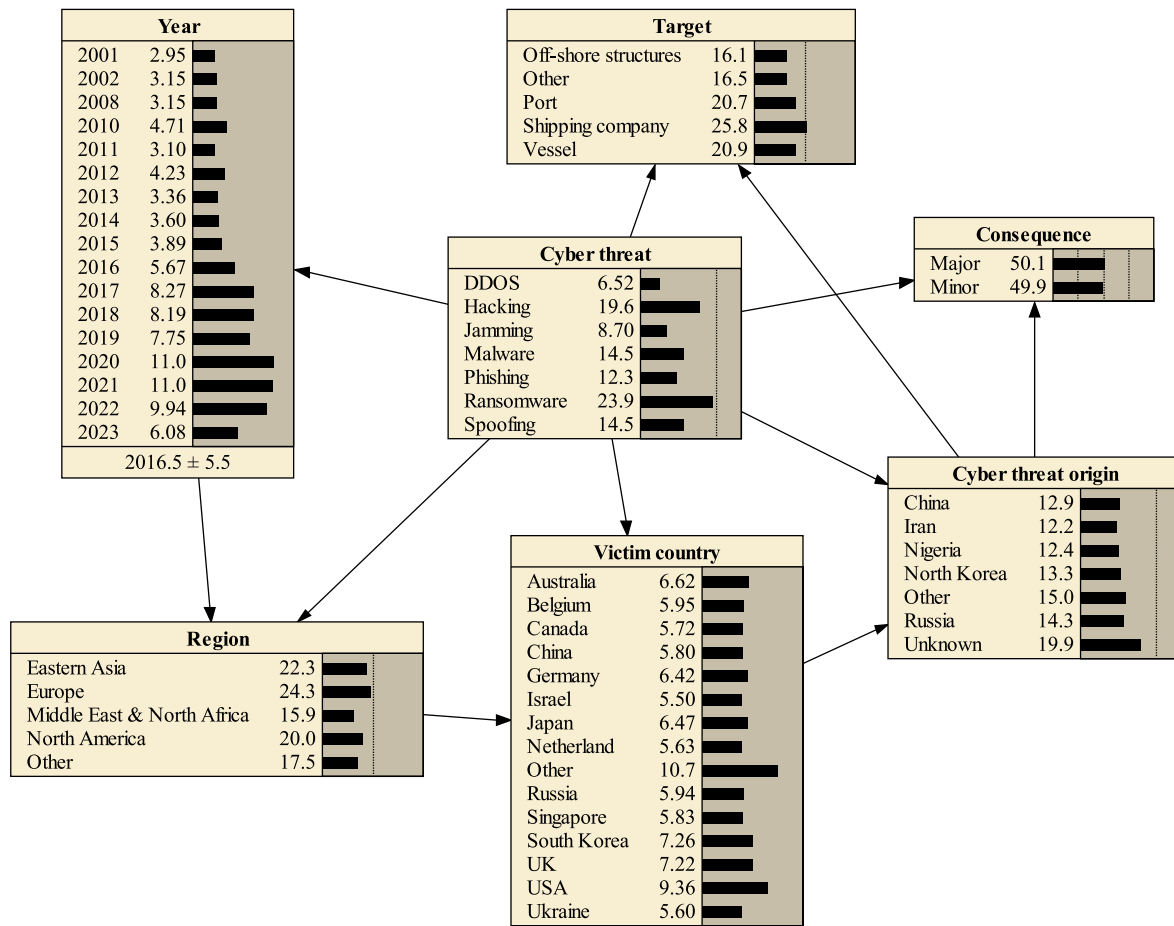 Year
2001 2.95
2002 3.15
2008 3.15
2010 4.71
2011 3.10
2012 4.23
2013 3.36
2014 3.60
2015 3.89
2016 5.67
2017 8.27
2018 8.19
2019 7.75
2020 11.0
2021 11.0
2022 9.94
2023 6.08
2016.5 ± 5.5
Target
Off-shore structures 16.1
Other 16.5
Port 20.7
Shipping company 25.8
Vessel 20.9
Cyber threat
DDOS 6.52
Hacking 19.6
Jamming 8.70
Malware 14.5
Phishing 12.3
Ransomware 23.9
Spoofing 14.5
Consequence
Major 50.1
Minor 49.9
Cyber threat origin
China 12.9
Iran 12.2
Nigeria 12.4
North Korea 13.3
Other 15.0
Russia 14.3
Unknown 19.9
Region
Eastern Asia 22.3
Europe 24.3
Middle East & North Africa 15.9
North America 20.0
Other 17.5
Victim country
Australia 6.62
Belgium 5.95
Canada 5.72
China 5.80
Germany 6.42
Israel 5.50
Japan 6.47
Netherland 5.63
Other 10.7
Russia 5.94
Singapore 5.83
South Korea 7.26
UK 7.22
USA 9.36
Ukraine 5.60